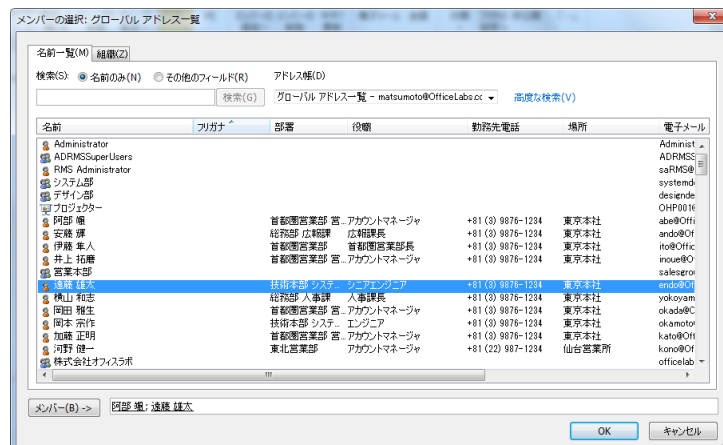 メンバーの選択: グローバル アドレス一覧
名前一覧(M) 組織(Z)
検索(S): 名前のみ(N) その他のフィールド(R) アドレス帳(D)
検索(G) グローバル アドレス一覧 - matsumoto@OfficeLabs.cc 高度な検索(V)
名前 フリガナ 部署 役職 勤務先電話 場所 電子メール
Administrator Administ
ADRMSSuperUsers ADRMSS
RMS Administrator saRMS@
システム部 systemd
デザイン部 designde
プロジェクター OHP0016
阿部 颯 首都圏営業部 営... アカウントマネージャ +81 (3) 9876-1234 東京本社 abe@Offi
安藤 輝 総務部 広報課 広報課長 +81 (3) 9876-1234 東京本社 ando@Of
伊藤 隼人 首都圏営業部 首都圏営業部長 +81 (3) 9876-1234 東京本社 ito@Offic
井上 拓磨 首都圏営業部 営... アカウントマネージャ +81 (3) 9876-1234 東京本社 inoue@O
営業本部 salesgrou
遠藤 雄太 技術本部 システ... シニアエンジニア +81 (3) 9876-1234 東京本社 endo@Of
横山 和志 総務部 人事課 人事課長 +81 (3) 9876-1234 東京本社 yokoyam
岡田 雅生 首都圏営業部 営... アカウントマネージャ +81 (3) 9876-1234 東京本社 okada@O
岡本 宗作 技術本部 システ... エンジニア +81 (3) 9876-1234 東京本社 okamoto
加藤 正明 首都圏営業部 営... アカウントマネージャ +81 (3) 9876-1234 東京本社 kato@Off
河野 健一 東北営業部 アカウントマネージャ +81 (22) 987-1234 仙台営業所 kono@Of
株式会社オフィスラボ officelab
メンバー(B) -> 阿部 颯; 遠藤 雄太
OK キャンセル